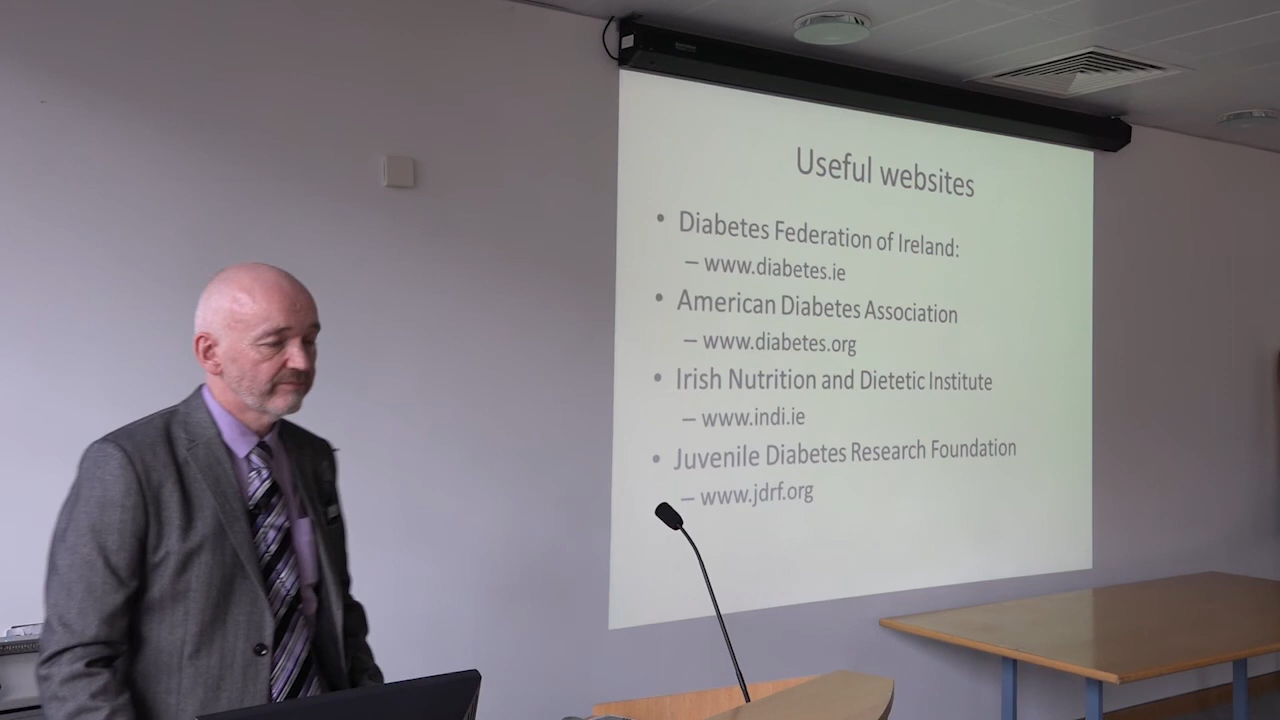 Useful websites
• Diabetes Federation of Ireland:
– www.diabetes.ie
• American Diabetes Association
– www.diabetes.org
• Irish Nutrition and Dietetic Institute
– www.indi.ie
• Juvenile Diabetes Research Foundation
– www.jdrf.org